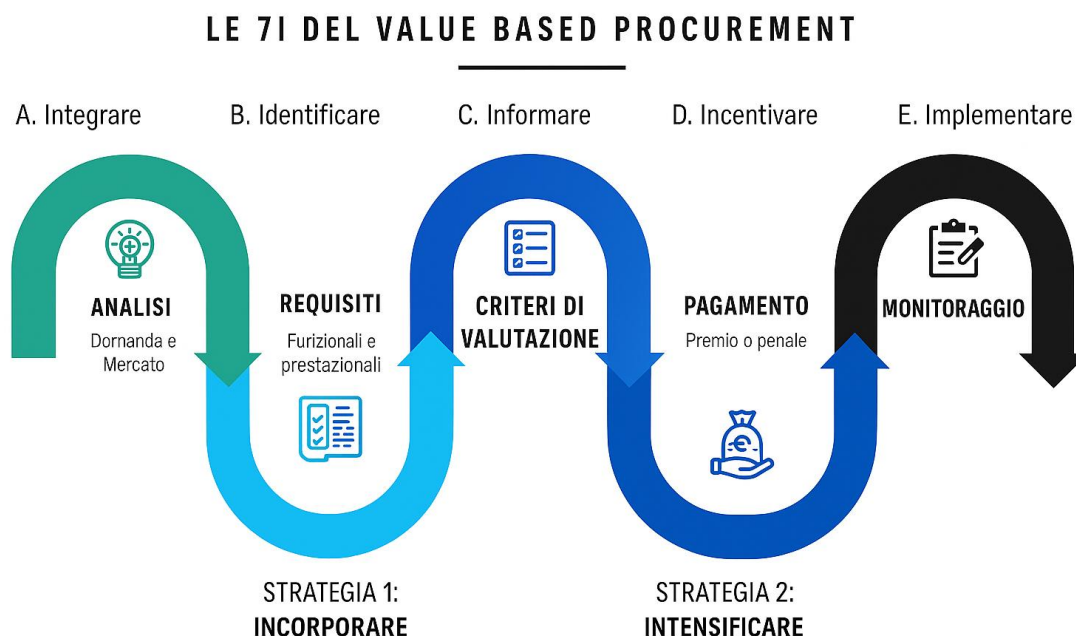 LE 7I DEL VALUE BASED PROCUREMENT
A. Integrare
B. Identificare
C. Informare
D. Incentivare
E. Implementare
ANALISI
Dornanda e
Mercato
REQUISITI
Furizionali e
prestazionali
CRITERI DI
VALUTAZIONE
PAGAMENTO
Premio o penale
MONITORAGGIO
STRATEGIA 1:
INCORPORARE
STRATEGIA 2:
INTENSIFICARE